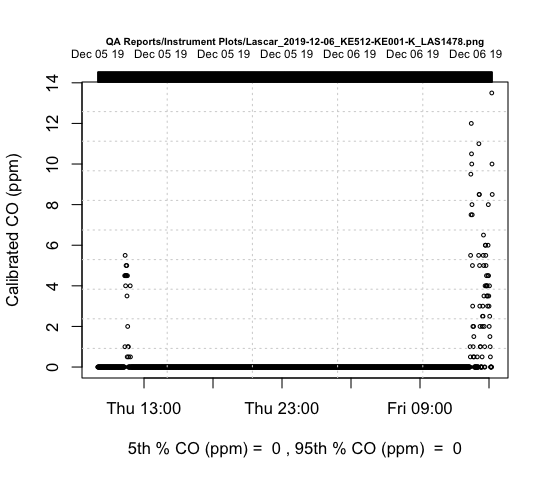 QA Reports/Instrument Plots/Lascar_2019-12-06_KE512-KE001-K_LAS1478.png
Dec 05 19 Dec 05 19 Dec 05 19 Dec 05 19 Dec 06 19 Dec 06 19 Dec 06 19
14
12
10
8
6
4
2
0
Calibrated CO (ppm)
Thu 13:00 Thu 23:00 Fri 09:00
5th % CO (ppm) = 0 , 95th % CO (ppm) = 0